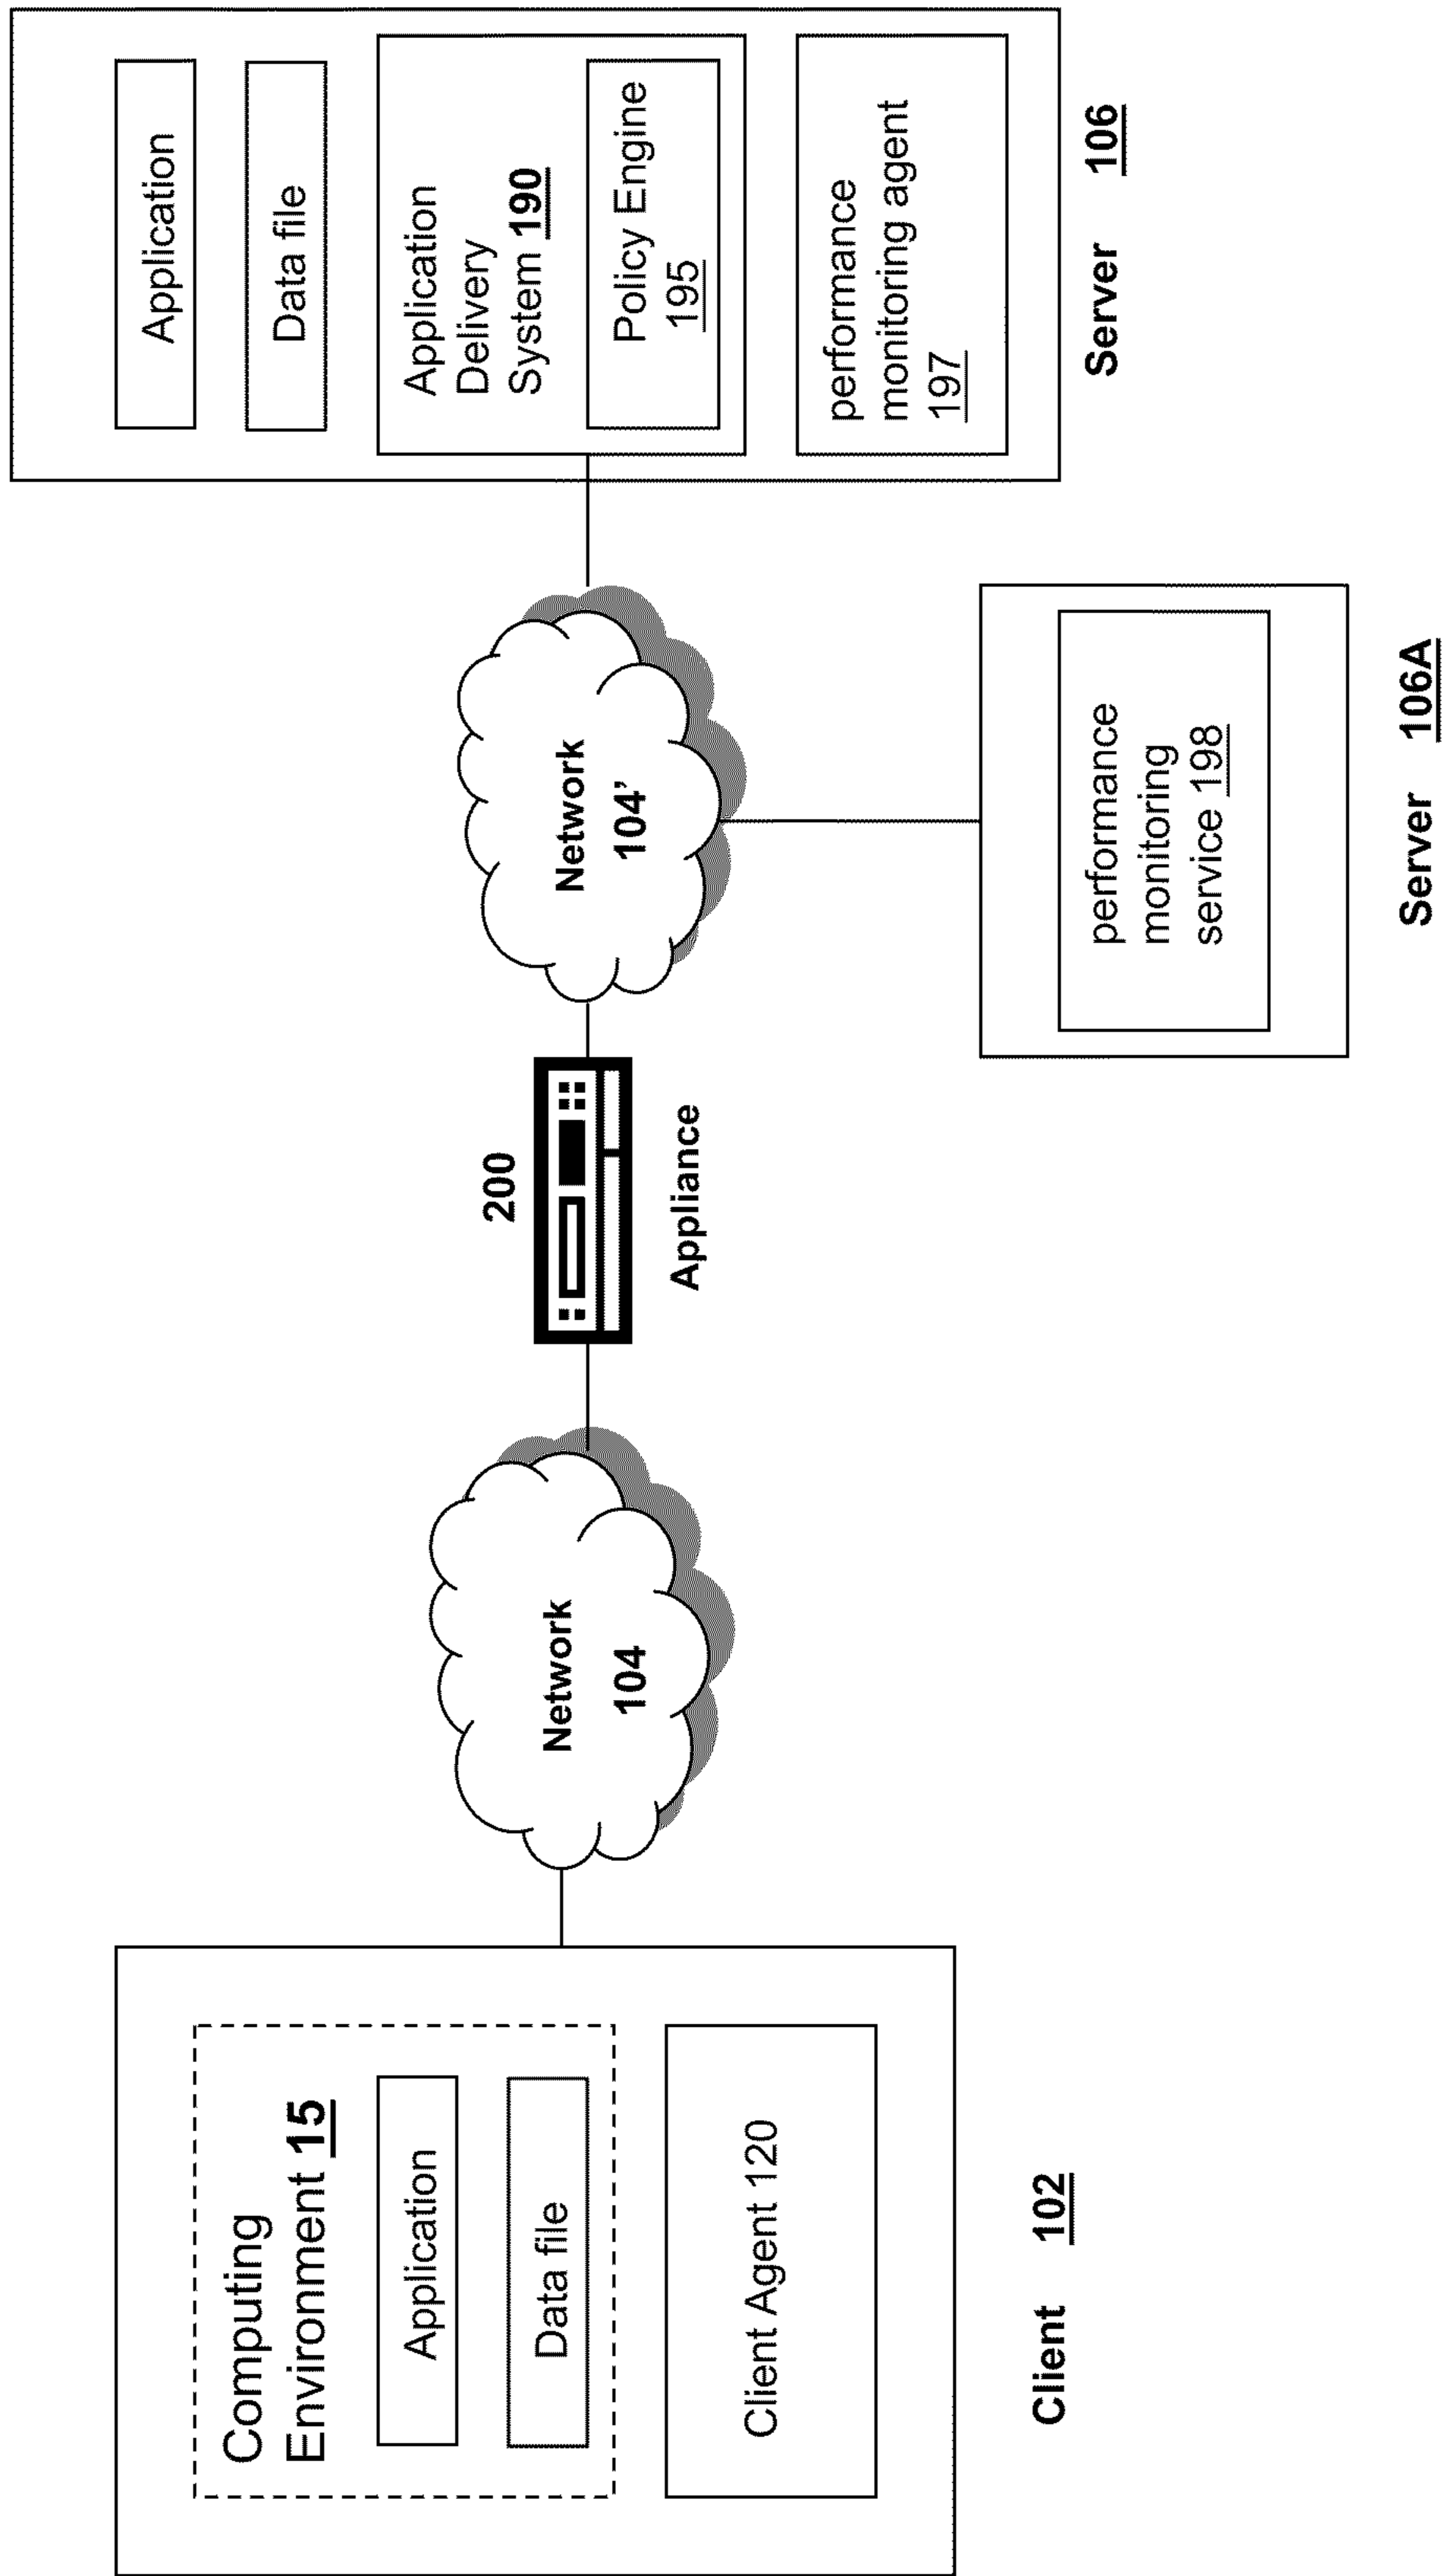 Computing
Environment 15
Application
Data file
Client Agent 120
Client 102
Network
104
200
Appliance
Network
104’
performance
monitoring
service 198
Server 106A
Application
Data file
Application
Delivery
System 190
Policy Engine
195
performance
monitoring agent
197
Server 106